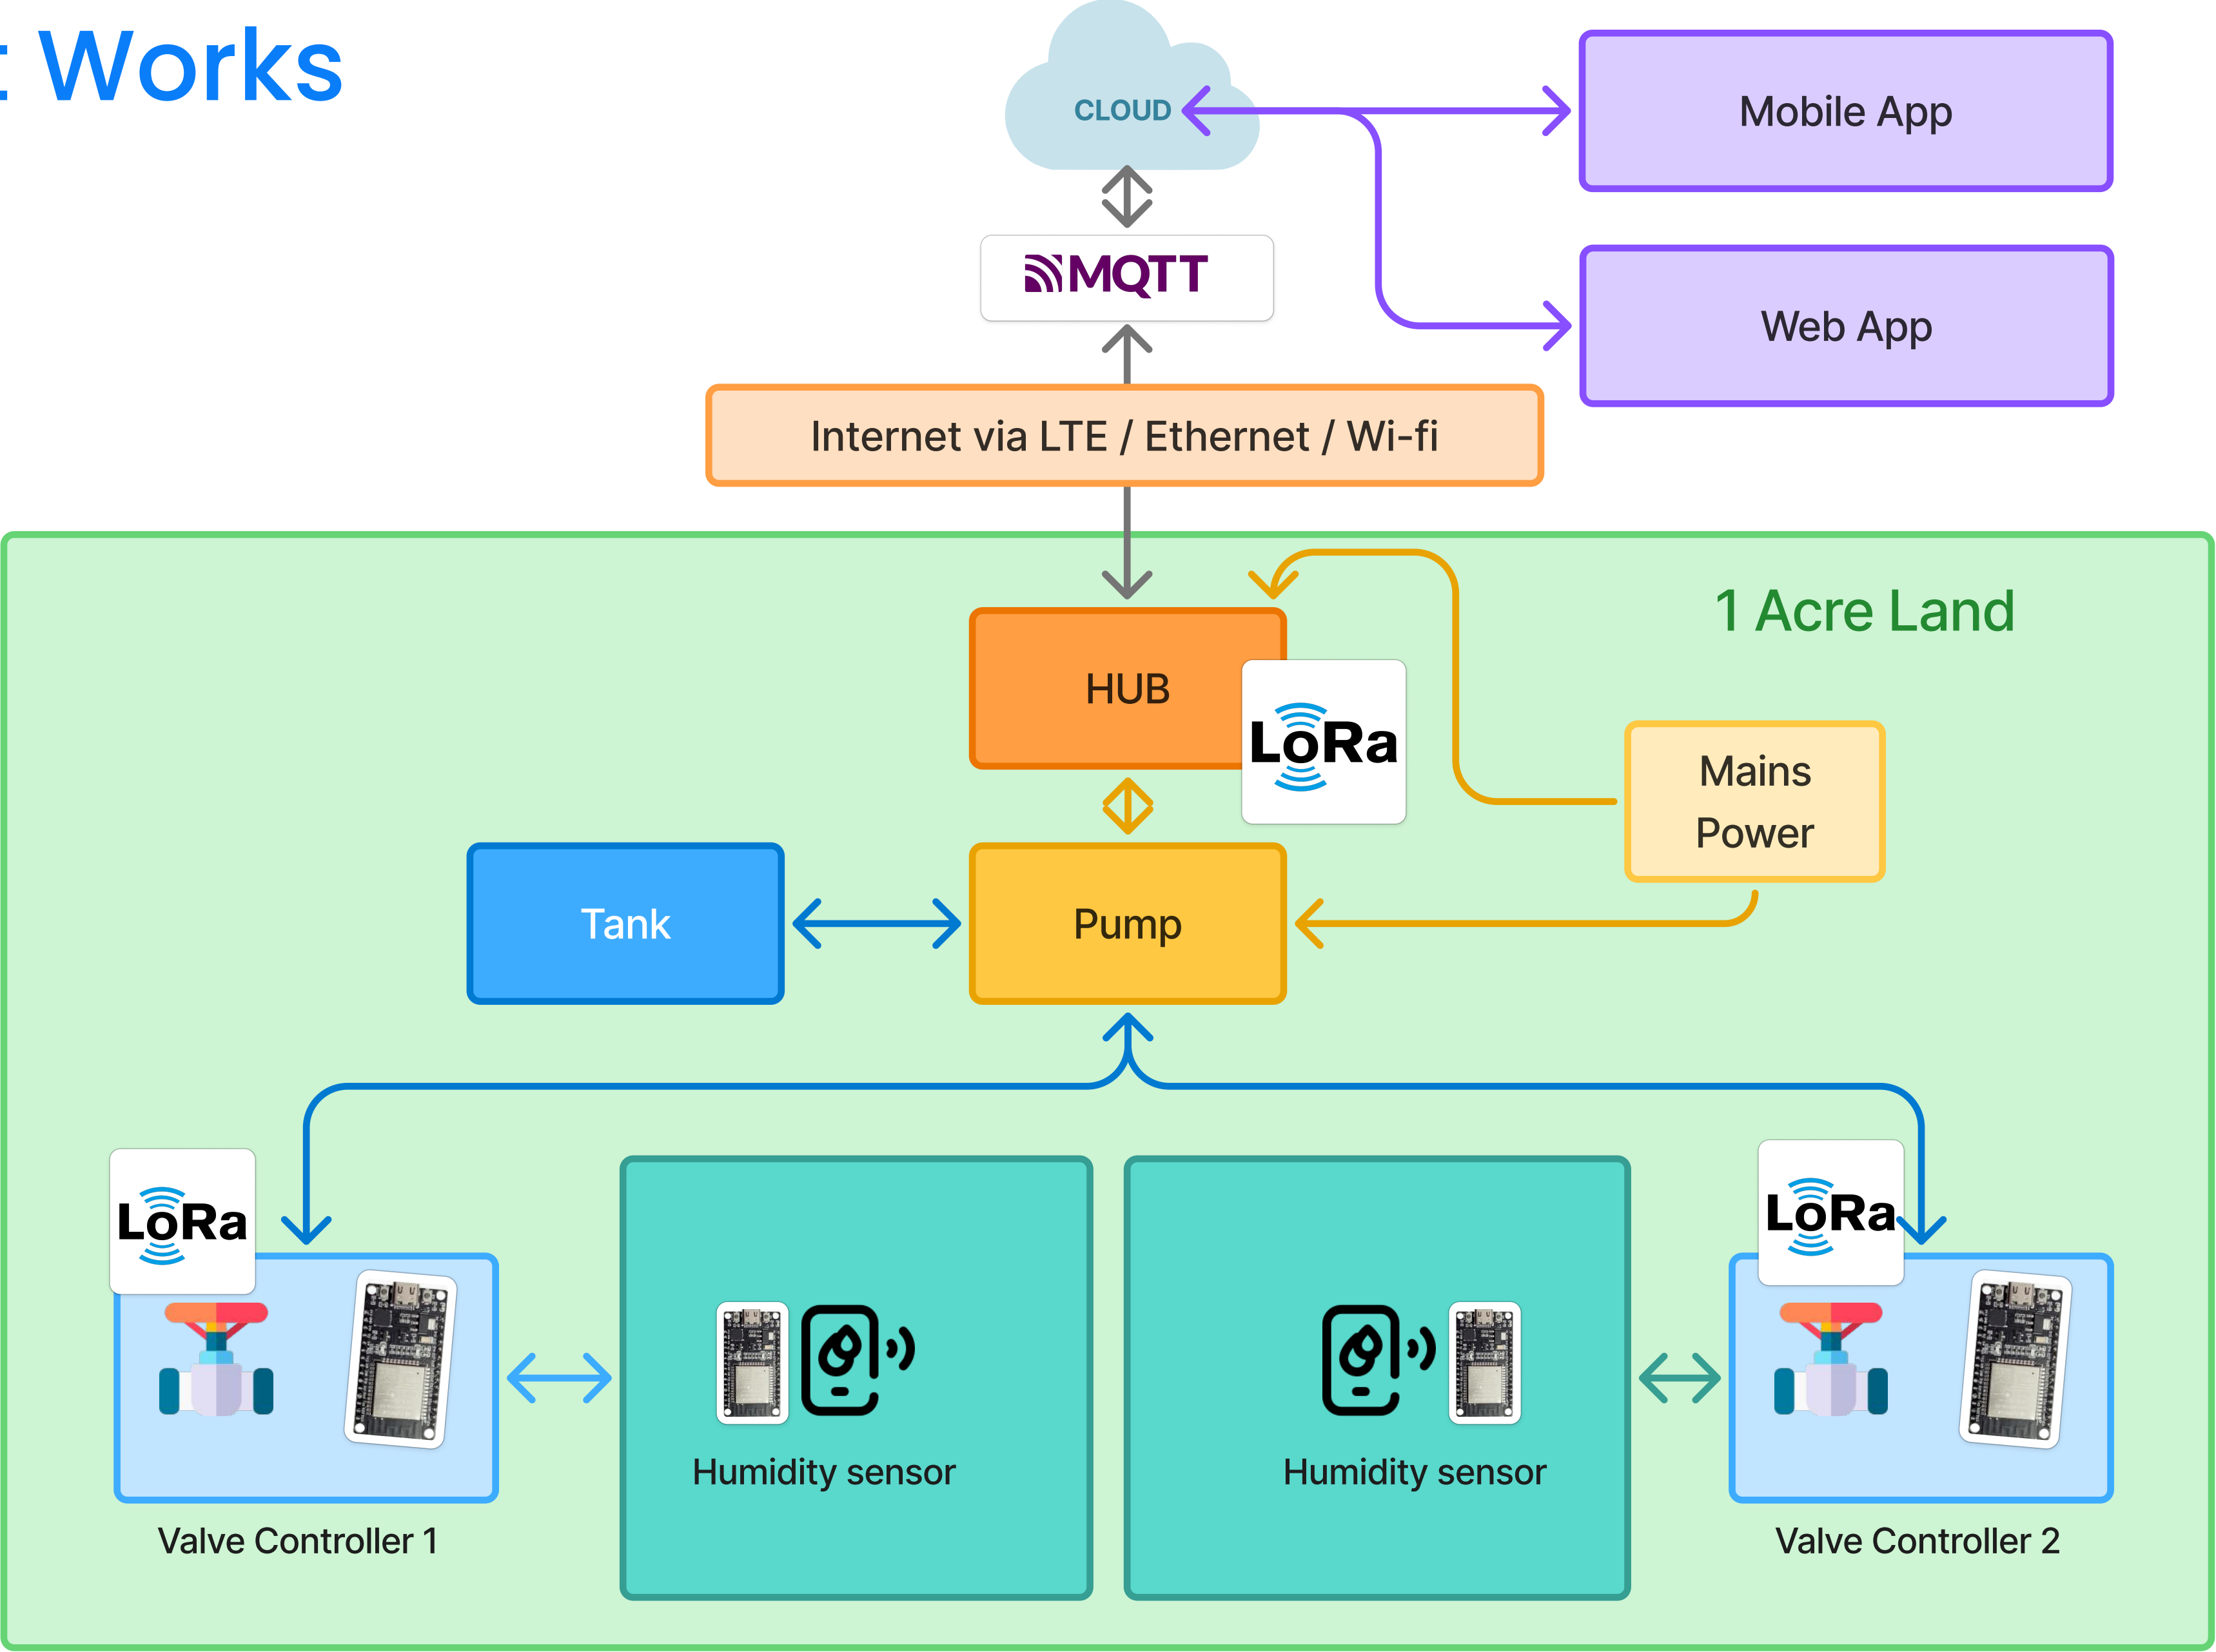 Works
CLOUD
Mobile App
MQTT
Web App
Internet via LTE / Ethernet / Wi-fi
1 Acre Land
HUB
LoRa
Mains
Power
Tank
Pump
LoRa
LoRa
Humidity sensor
Humidity sensor
Valve Controller 1
Valve Controller 2